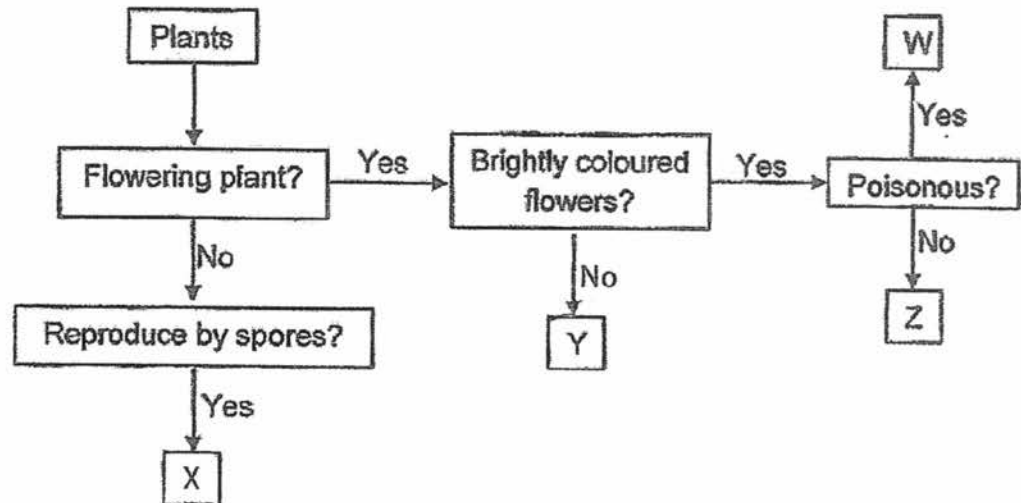 Plants
W
Yes
Flowering plant?
Yes
Brightly coloured
flowers?
Yes
Poisonous?
No
No
No
Reproduce by spores?
Y
Z
Yes
X